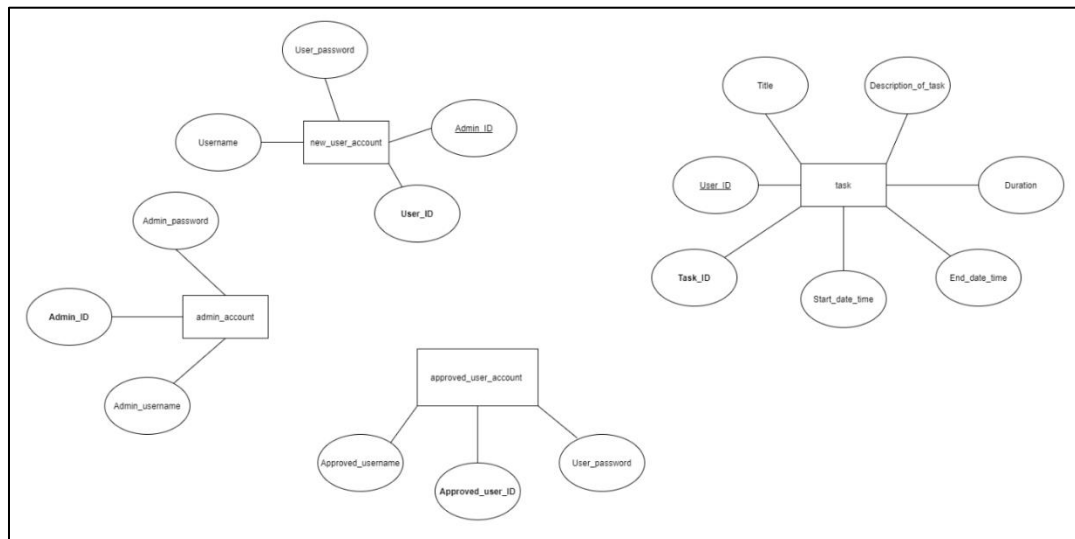 User_password
Username
new_user_account
Admin_ID
User_ID
Title
Description_of_task
User_ID
task
Duration
Task_ID
Start_date_time
End_date_time
Admin_password
Admin_ID
admin_account
Admin_username
approved_user_account
Approved_username
Approved_user_ID
User_password